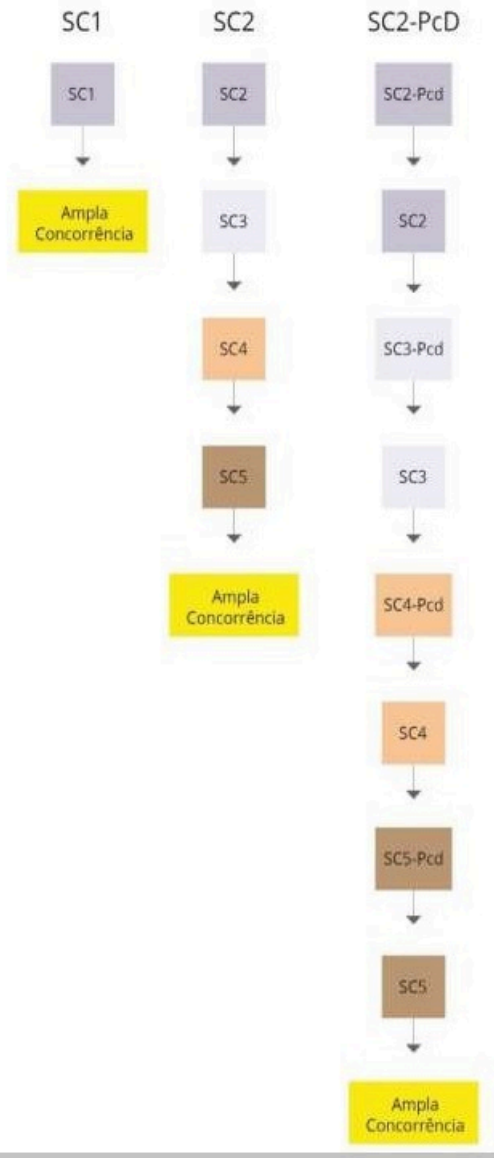 SC1
SC1
Ampla
Concorrência
SC2
SC2
SC3
SC4
SC5
Ampla
Concorrência
SC2-PcD
SC2-Pcd
SC2
SC3-Pcd
SC3
SC4-Pcd
SC4
SC5-Pcd
SC5
Ampla
Concorrência